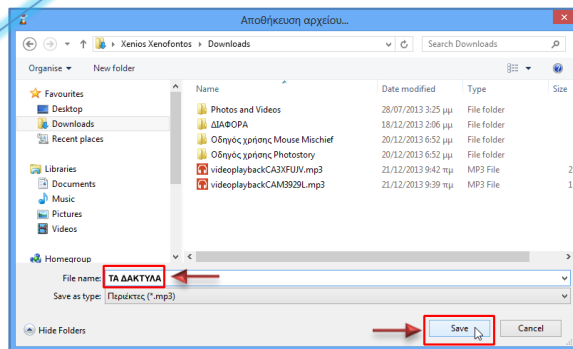 Αποθήκευση αρχείου...
Xenios Xenofontos ▸ Downloads
Search Downloads
Organise ▾ New folder
Name Date modified Type Size
Favourites
Desktop
Downloads
Recent places
Libraries
Documents
Music
Pictures
Videos
Homegroup
Photos and Videos 28/07/2013 3:25 μμ File folder
ΔΙΑΦΟΡΑ 18/12/2013 2:06 μμ File folder
Οδηγός χρήσης Mouse Mischief 20/12/2013 6:52 μμ File folder
Οδηγός χρήσης Photostory 20/12/2013 6:52 μμ File folder
videoplaybackCA3XFUJV.mp3 21/12/2013 9:42 πμ MP3 File 2
videoplaybackCAM3929L.mp3 21/12/2013 9:39 πμ MP3 File 1
File name: ΤΑ ΔΑΚΤΥΛΑ
Save as type: Περιέκτες (*.mp3)
Hide Folders Save Cancel